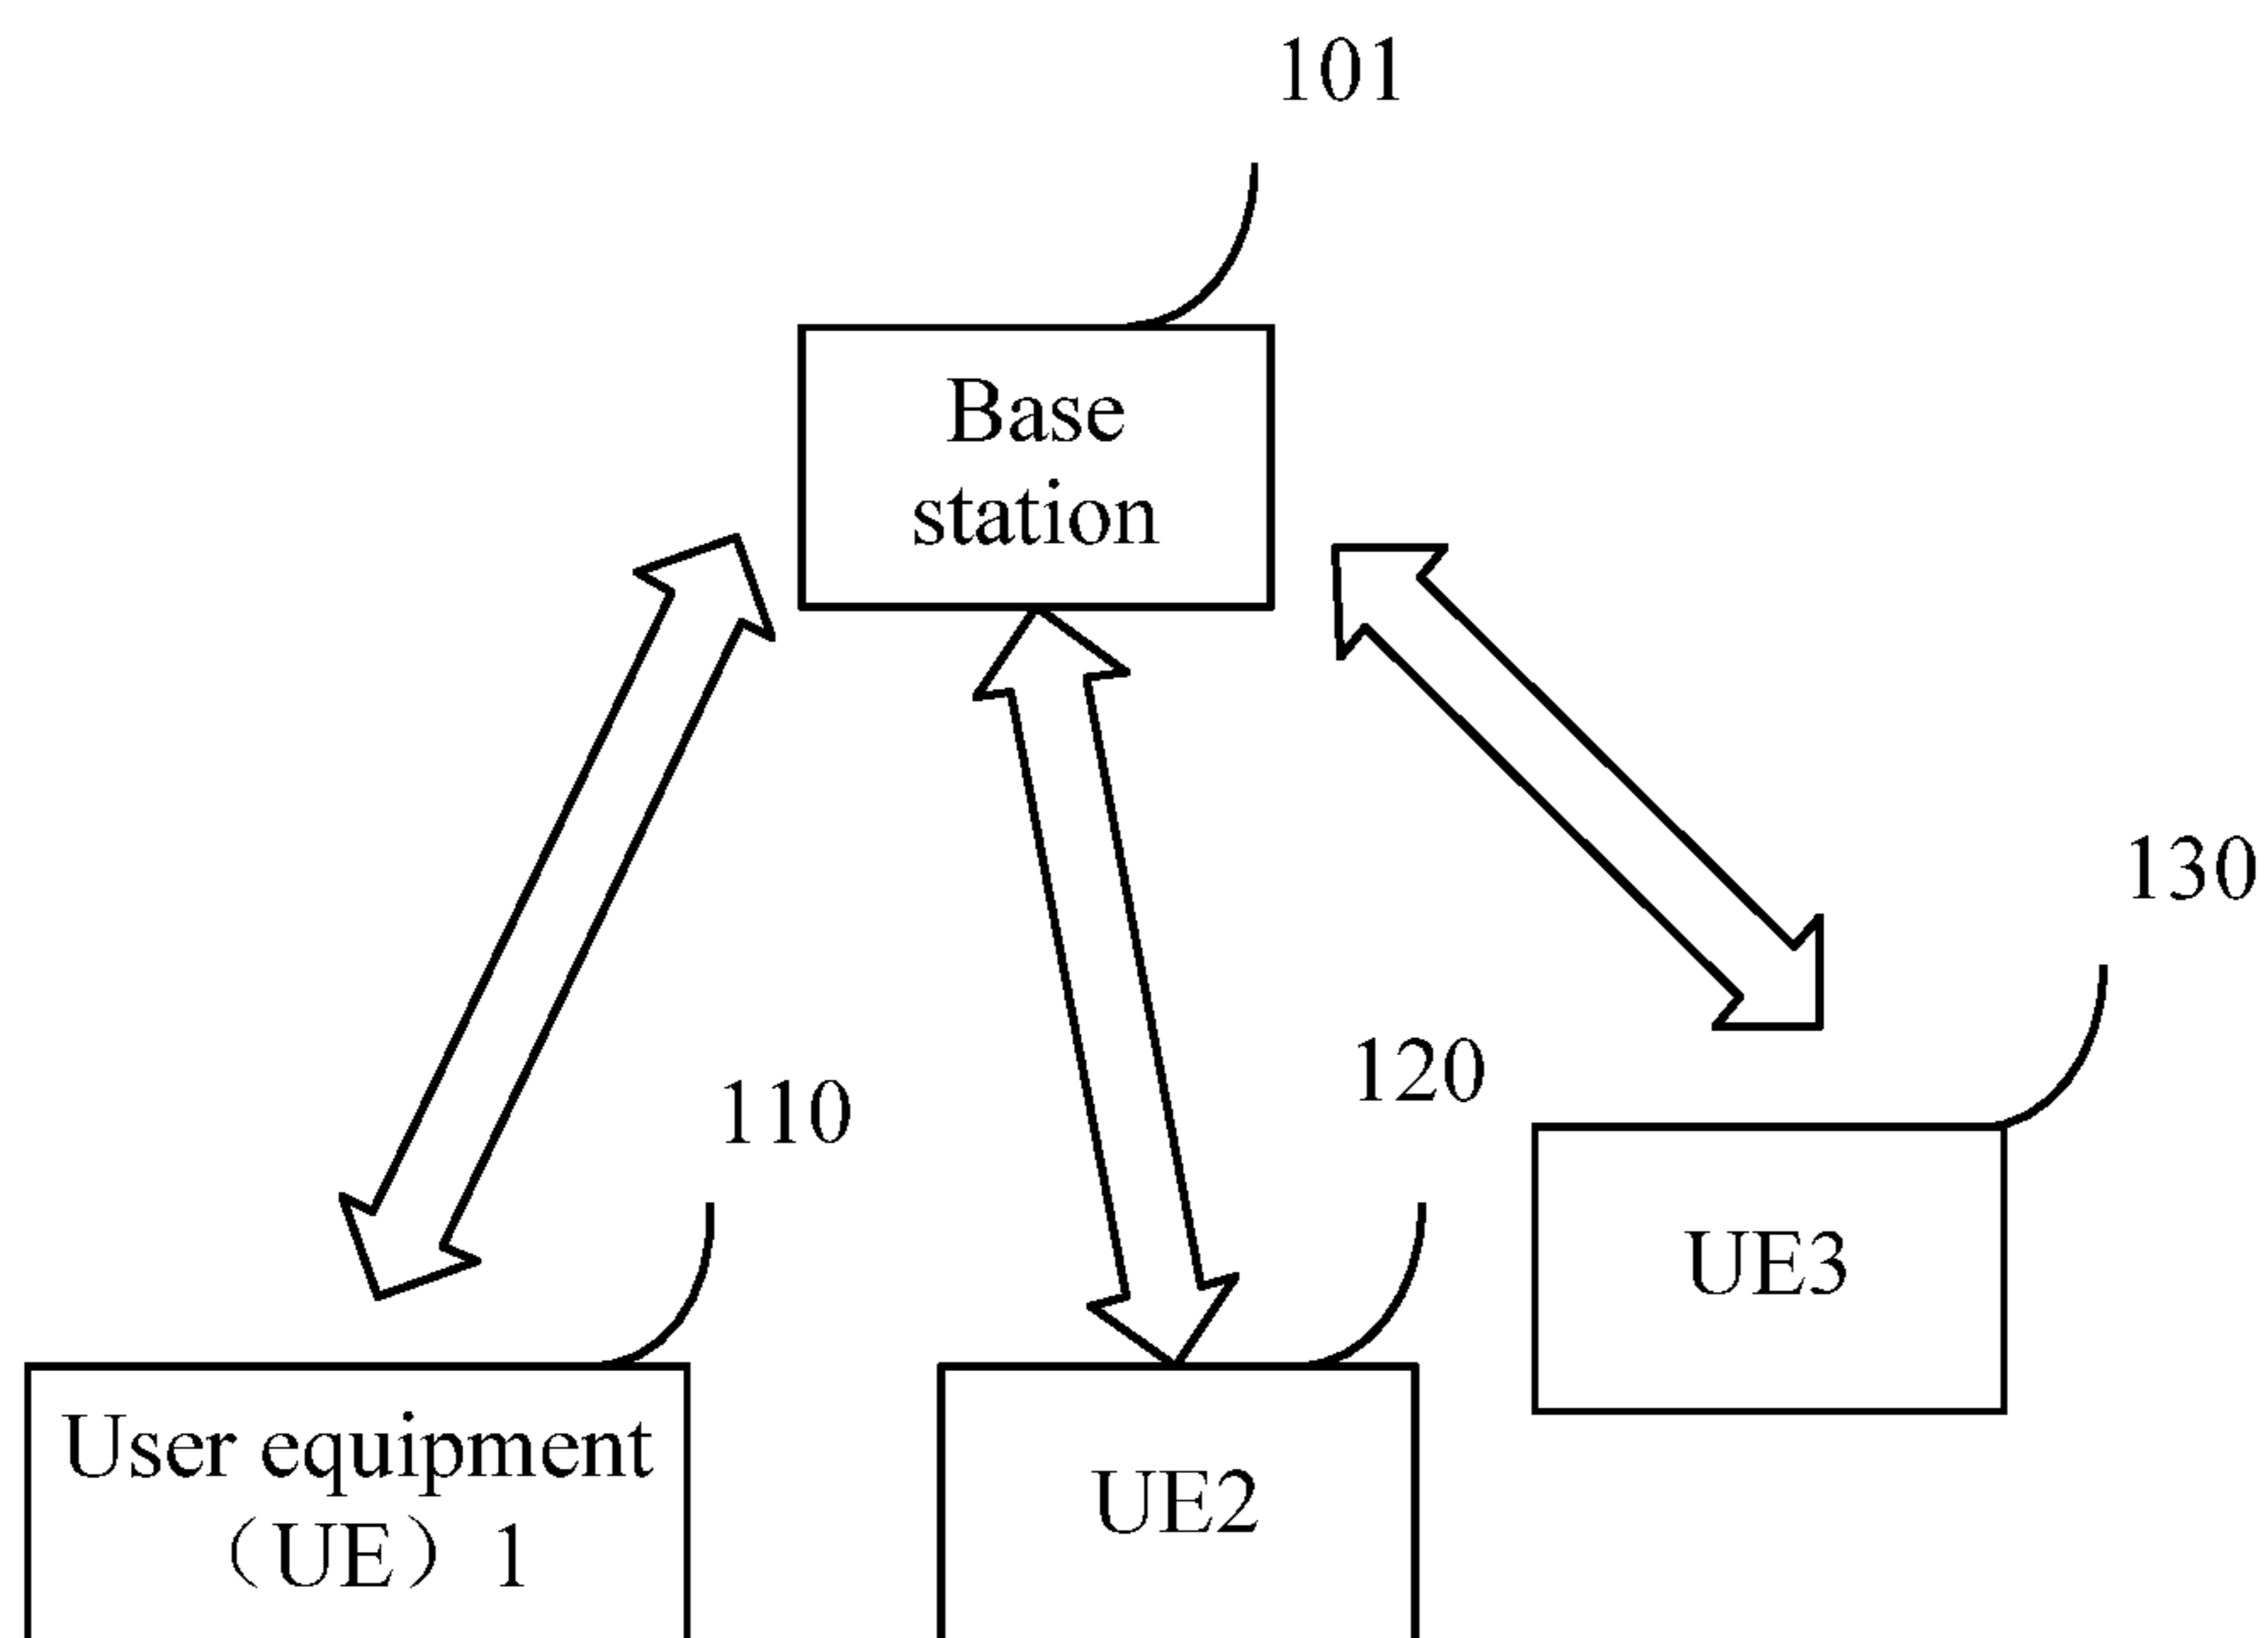 101
Base
station
130
120
110
UE3
User equipment
（UE）1
UE2